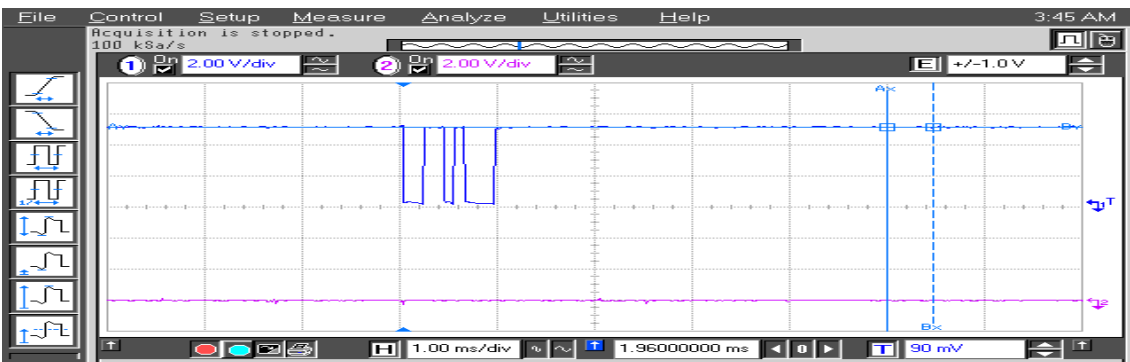 File Control Setup Measure Analyze Utilities Help 3:45 AM
Acquisition is stopped.
100 kSa/s
1 On 2.00 V/div 2 On 2.00 V/div E +/-1.0 V
Ax
Ay By
T
2
Bx
H 1.00 ms/div 1.96000000 ms 0 T 90 mV